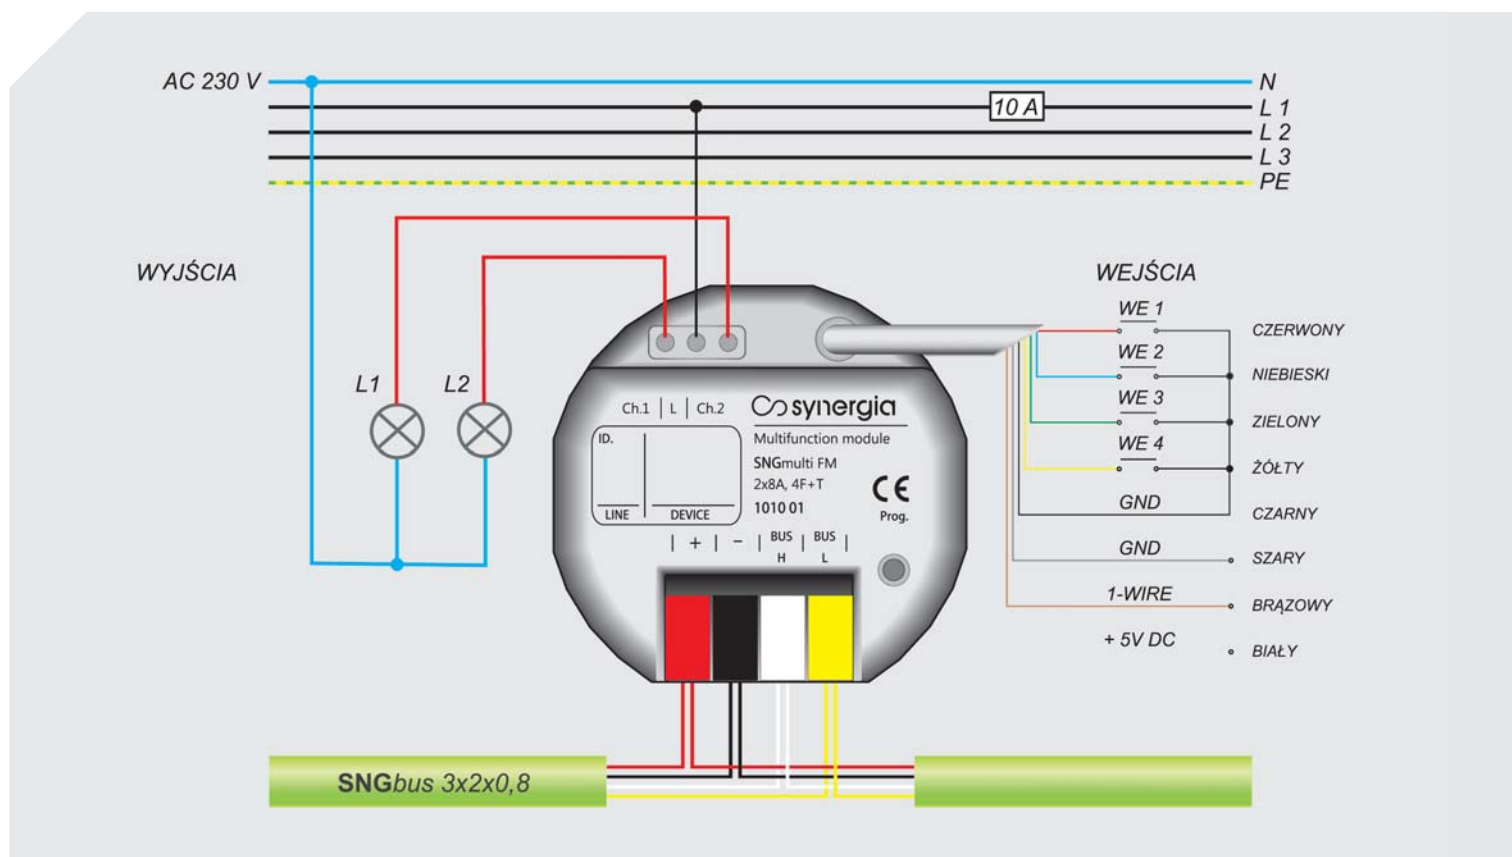 AC 230 V
N
10 A
L 1
L 2
L 3
PE
WYJŚCIA
WEJŚCIA
WE 1
CZERWONY
WE 2
NIEBIESKI
WE 3
ZIELONY
WE 4
ŻÓŁTY
GND
CZARNY
GND
SZARY
1-WIRE
BRĄZOWY
+ 5V DC
BIAŁY
L1
L2
Ch.1 | L | Ch.2
synergia
Multifunction module
SNGmulti FM
2x8A, 4F+T
1010 01
CE
Prog.
ID.
LINE
DEVICE
| + | − | BUS H | BUS L |
SNGbus 3x2x0,8